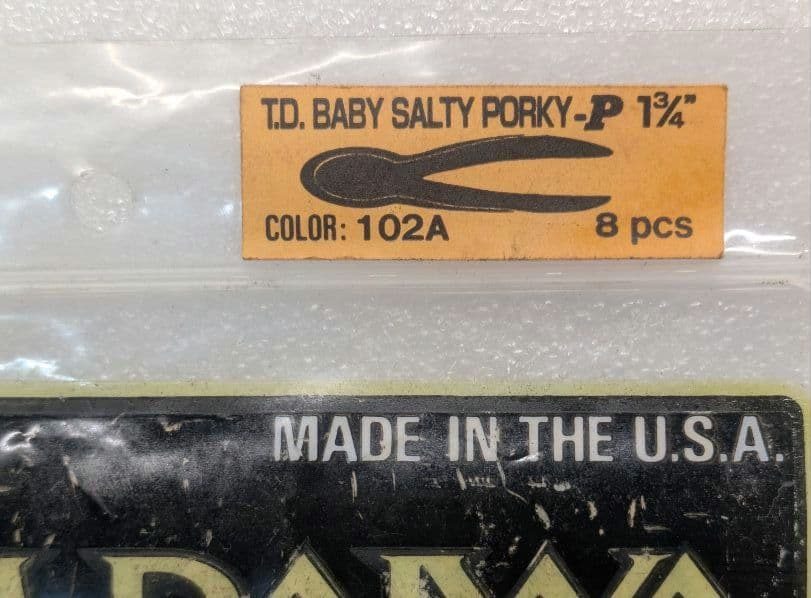 T.D. BABY SALTY PORKY-P 1¾"
COLOR: 102A
8 pcs
MADE IN THE U.S.A.